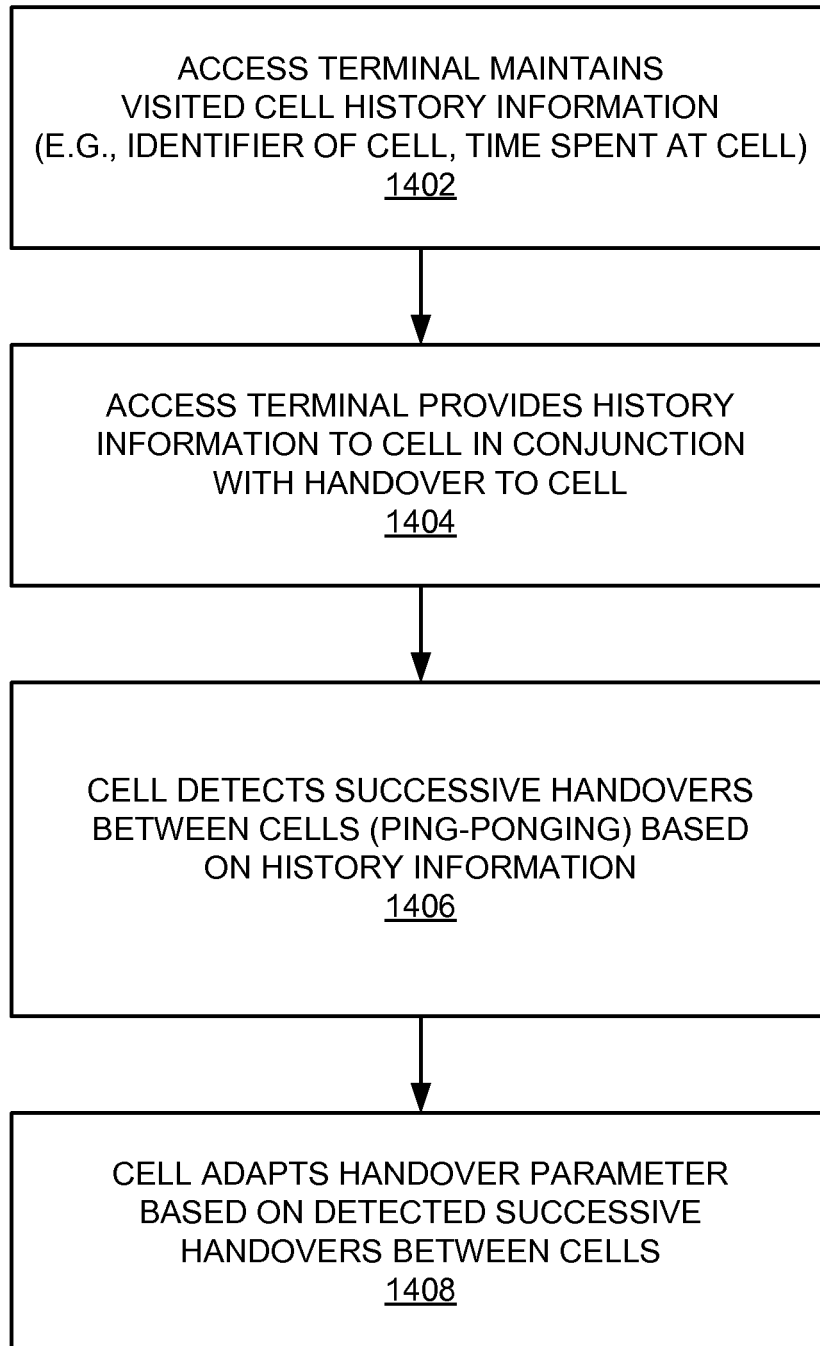 ACCESS TERMINAL MAINTAINS
VISITED CELL HISTORY INFORMATION
(E.G., IDENTIFIER OF CELL, TIME SPENT AT CELL)
1402
ACCESS TERMINAL PROVIDES HISTORY
INFORMATION TO CELL IN CONJUNCTION
WITH HANDOVER TO CELL
1404
CELL DETECTS SUCCESSIVE HANDOVERS
BETWEEN CELLS (PING-PONGING) BASED
ON HISTORY INFORMATION
1406
CELL ADAPTS HANDOVER PARAMETER
BASED ON DETECTED SUCCESSIVE
HANDOVERS BETWEEN CELLS
1408